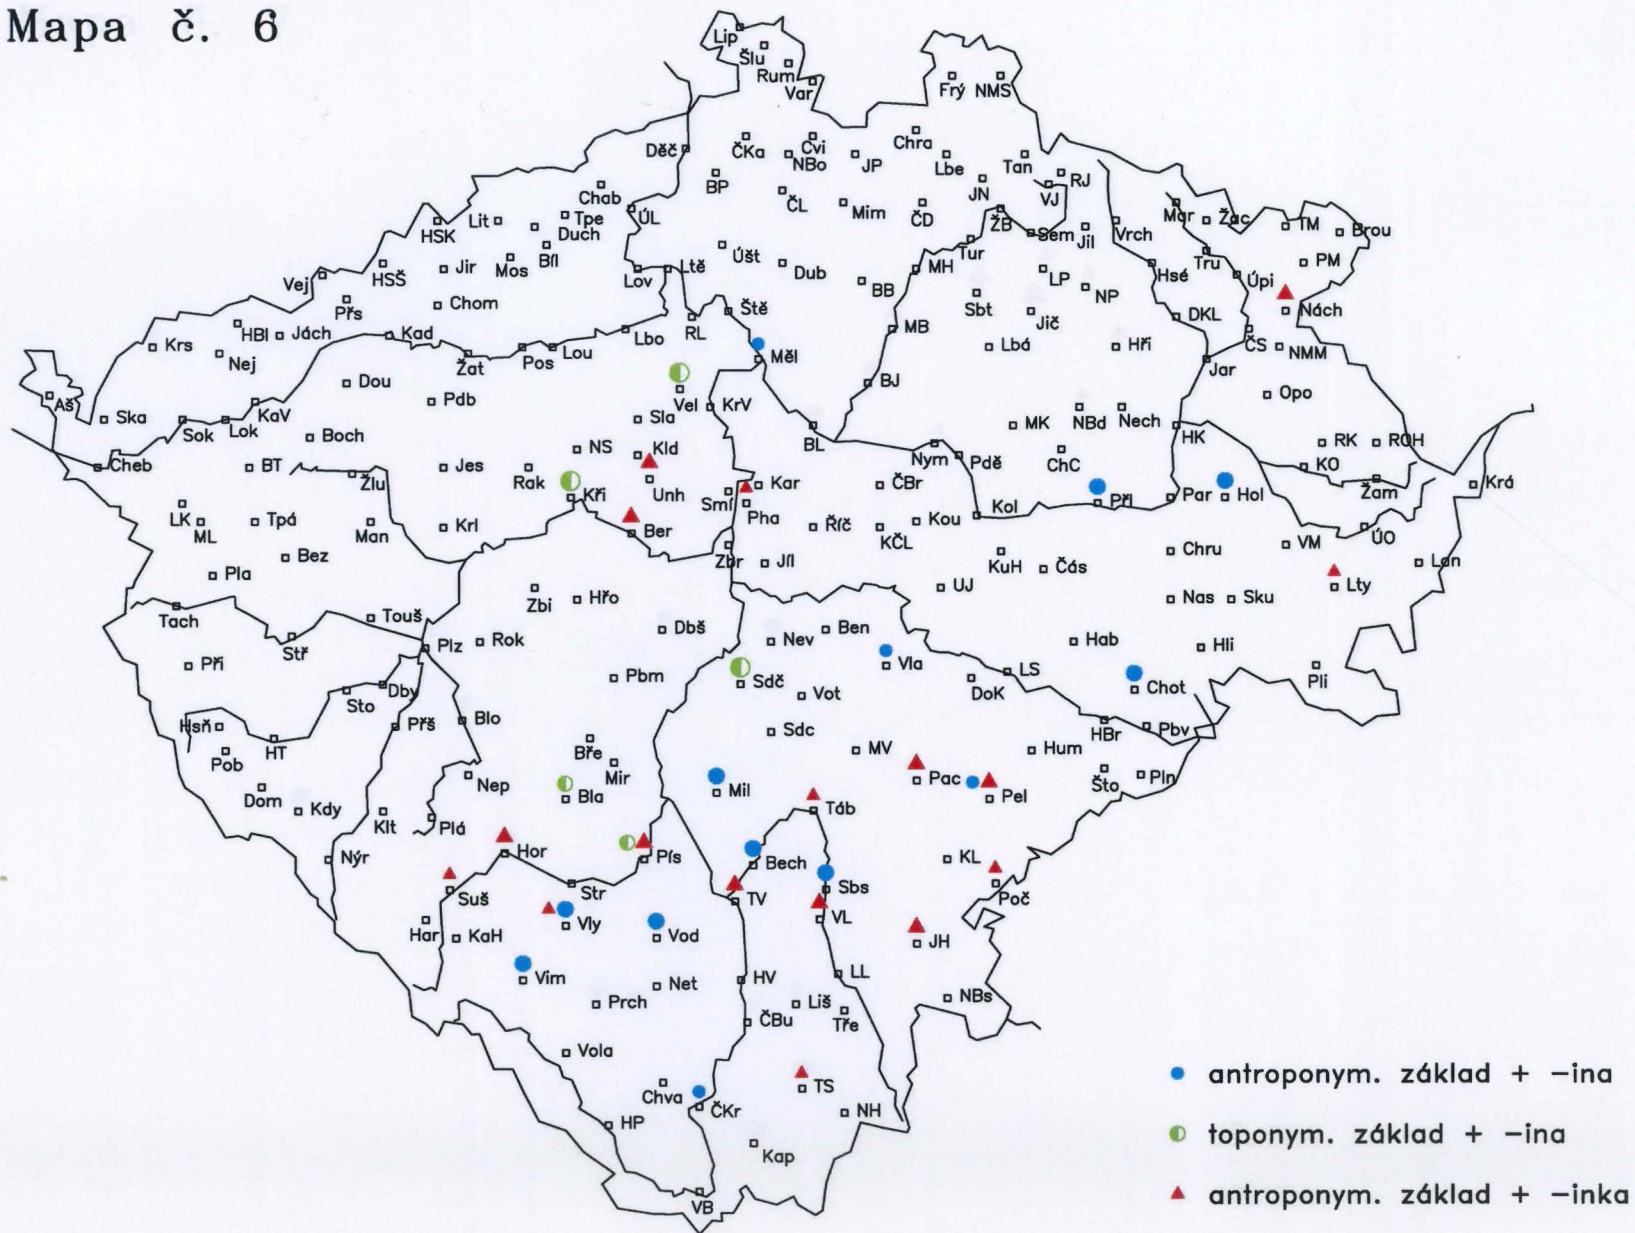 Mapa č. 6
Lip
Šlu
Rum
Var
Frý NMS
Děč
ČKa
Cvi
NBo
JP
Chra
Lbe
Tan
RJ
BP
Chab
ČL
Mim
ČD
JN
VJ
HSK
Lit
Tpe
Duch
ÚL
ŽB
Sem
Jil
Vrch
Mar
Žac
TM
Brou
Bíl
Mos
Jir
HSŠ
Vej
Úšt
Lov
Ltě
Dub
BB
MH
Tur
LP
Hsé
Tru
Úpi
PM
Přs
Chom
Sbt
NP
Nách
HBl
Jách
Kad
Ště
RL
Lbo
MB
Jič
DKL
Krs
Nej
Žat
Pos
Lou
Měl
Lbá
Hři
ČS
NMM
Jar
Dou
Pdb
Vel
KrV
BJ
Opo
Aš
Ska
Sok
Lok
KaV
Sla
BL
MK
NBd
Nech
HK
Boch
NS
Kld
Nym
Pdě
ChC
RK
ROH
Cheb
BT
Žlu
Jes
Rak
Kři
Unh
Smí
Kar
ČBr
KO
Žam
Krá
LK
ML
Tpá
Man
Krl
Ber
Pha
Říč
KČL
Kou
Kol
Přl
Par
Hol
ÚO
Bez
Pla
Zbr
Jíl
KuH
Čás
Chru
VM
Lan
Lty
Zbi
Hřo
UJ
Nas
Sku
Tach
Touš
Stř
Plz
Rok
Dbš
Nev
Ben
Hab
Hli
Při
Pbm
Sdč
Vla
LS
DoK
Chot
Pli
Sto
Dby
Vot
Hsň
HT
Přš
Blo
Sdc
MV
Hum
HBr
Pbv
Pob
Bře
Mir
Nep
Bla
Mil
Pac
Pel
Što
Pln
Dom
Kdy
Klt
Plá
Táb
Nýr
Hor
Pís
Bech
KL
Suš
Str
TV
Sbs
Poč
Har
KaH
Vly
Vod
VL
JH
Vim
Net
HV
LL
Prch
Liš
NBs
ČBu
Tře
Vola
Chva
ČKr
TS
HP
NH
Kap
VB
antroponym. základ + -ina
toponym. základ + -ina
antroponym. základ + -inka